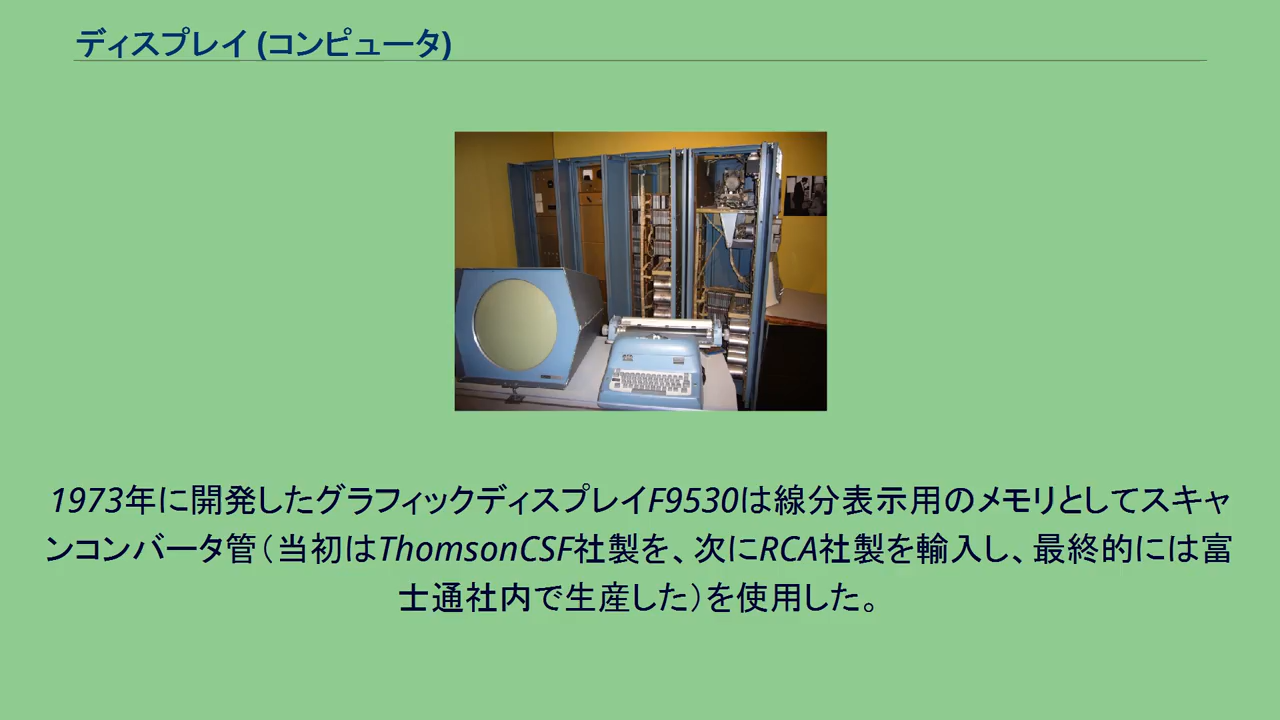 ディスプレイ (コンピュータ)
1973年に開発したグラフィックディスプレイF9530は線分表示用のメモリとしてスキャ
ンコンバータ管（当初はThomsonCSF社製を、次にRCA社製を輸入し、最終的には富
士通社内で生産した）を使用した。